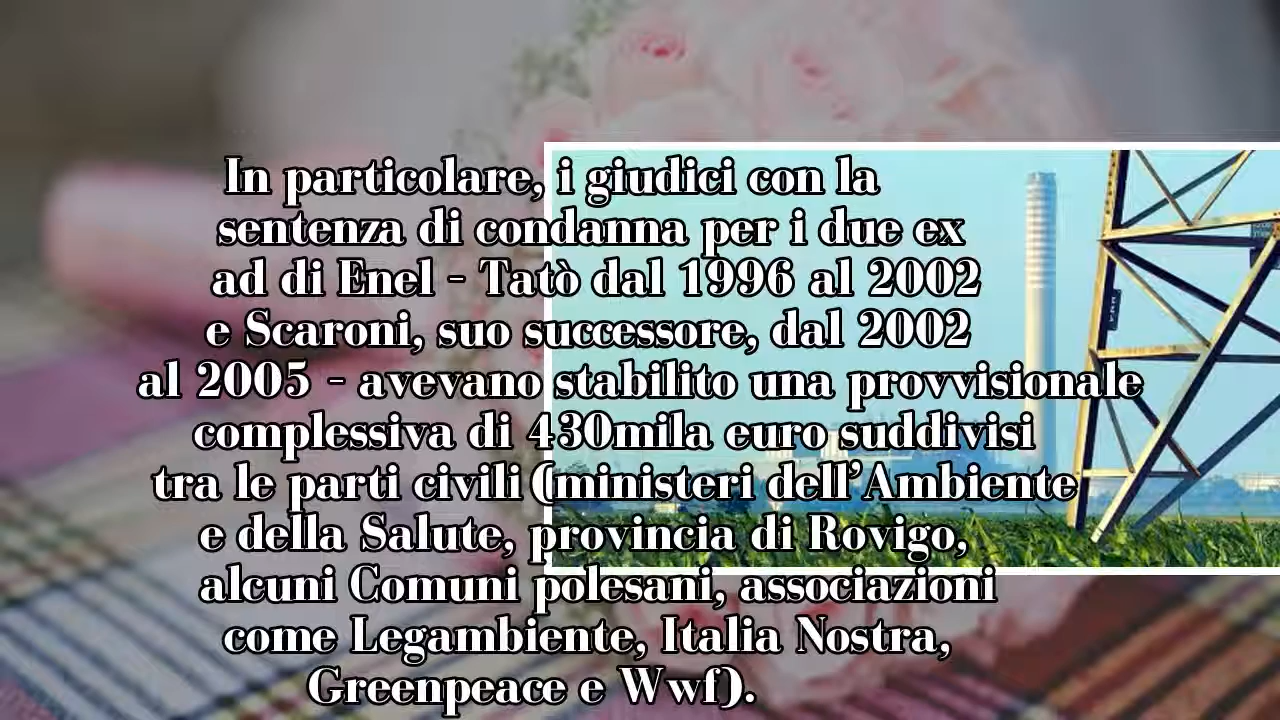 In particolare, i giudici con la
sentenza di condanna per i due ex
ad di Enel - Tatò dal 1996 al 2002
e Scaroni, suo successore, dal 2002
al 2005 - avevano stabilito una provvisionale
complessiva di 430mila euro suddivisi
tra le parti civili (ministeri dell'Ambiente
e della Salute, provincia di Rovigo,
alcuni Comuni polesani, associazioni
come Legambiente, Italia Nostra,
Greenpeace e Wwf).